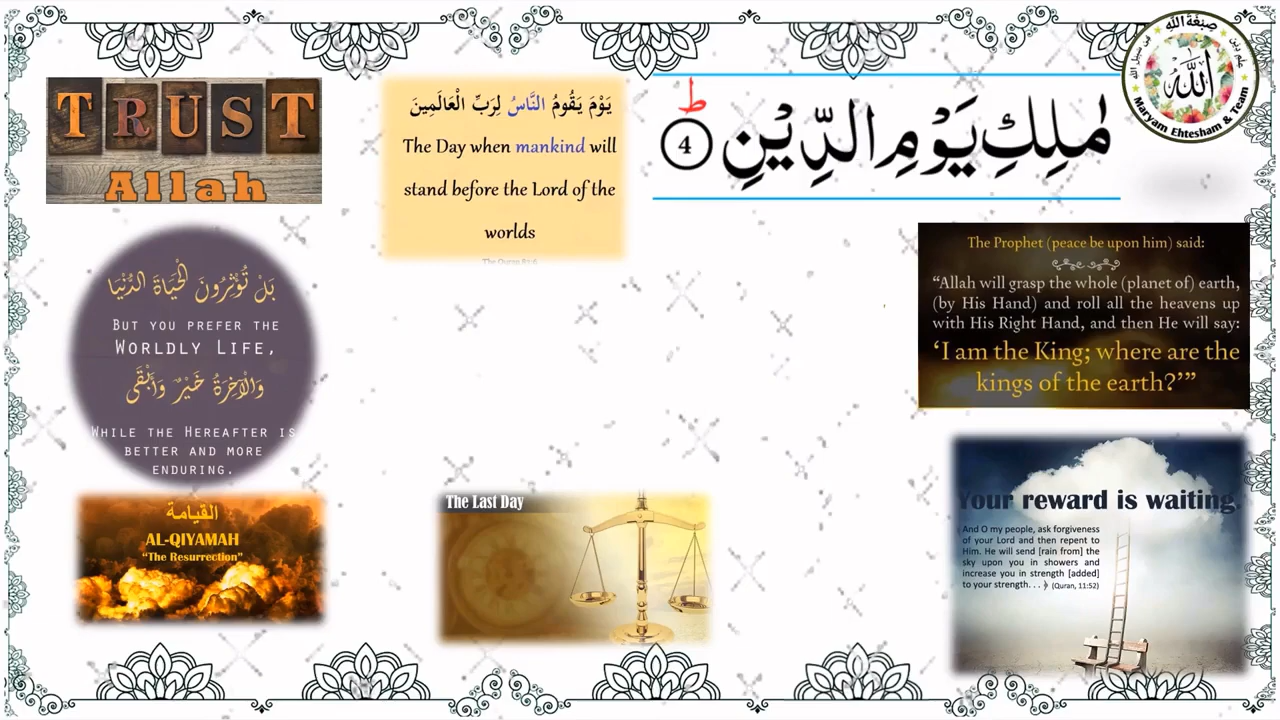 TRUST
Allah
يَوْمَ يَقُومُ النَّاسُ لِرَبِّ الْعَالَمِينَ
The Day when mankind will
stand before the Lord of the
worlds
The Quran 83:6
مٰلِكِ يَوْمِ الدِّيْنِ ④ ط
صِبْغَةَ اللّٰهِ
اللّٰه
Maryam Ehtesham & Team
بَلْ تُؤْثِرُونَ الْحَيَاةَ الدُّنْيَا
BUT YOU PREFER THE
WORLDLY LIFE,
وَالْآخِرَةُ خَيْرٌ وَأَبْقَى
WHILE THE HEREAFTER IS
BETTER AND MORE
ENDURING.
The Prophet (peace be upon him) said:
“Allah will grasp the whole (planet of) earth,
(by His Hand) and roll all the heavens up
with His Right Hand, and then He will say:
‘I am the King; where are the
kings of the earth?’”
القيامة
AL-QIYAMAH
“The Resurrection”
The Last Day
Your reward is waiting
And O my people, ask forgiveness
of your Lord and then repent to
Him. He will send [rain from] the
sky upon you in showers and
increase you in strength [added]
to your strength. . . ﴿ (Quran, 11:52)